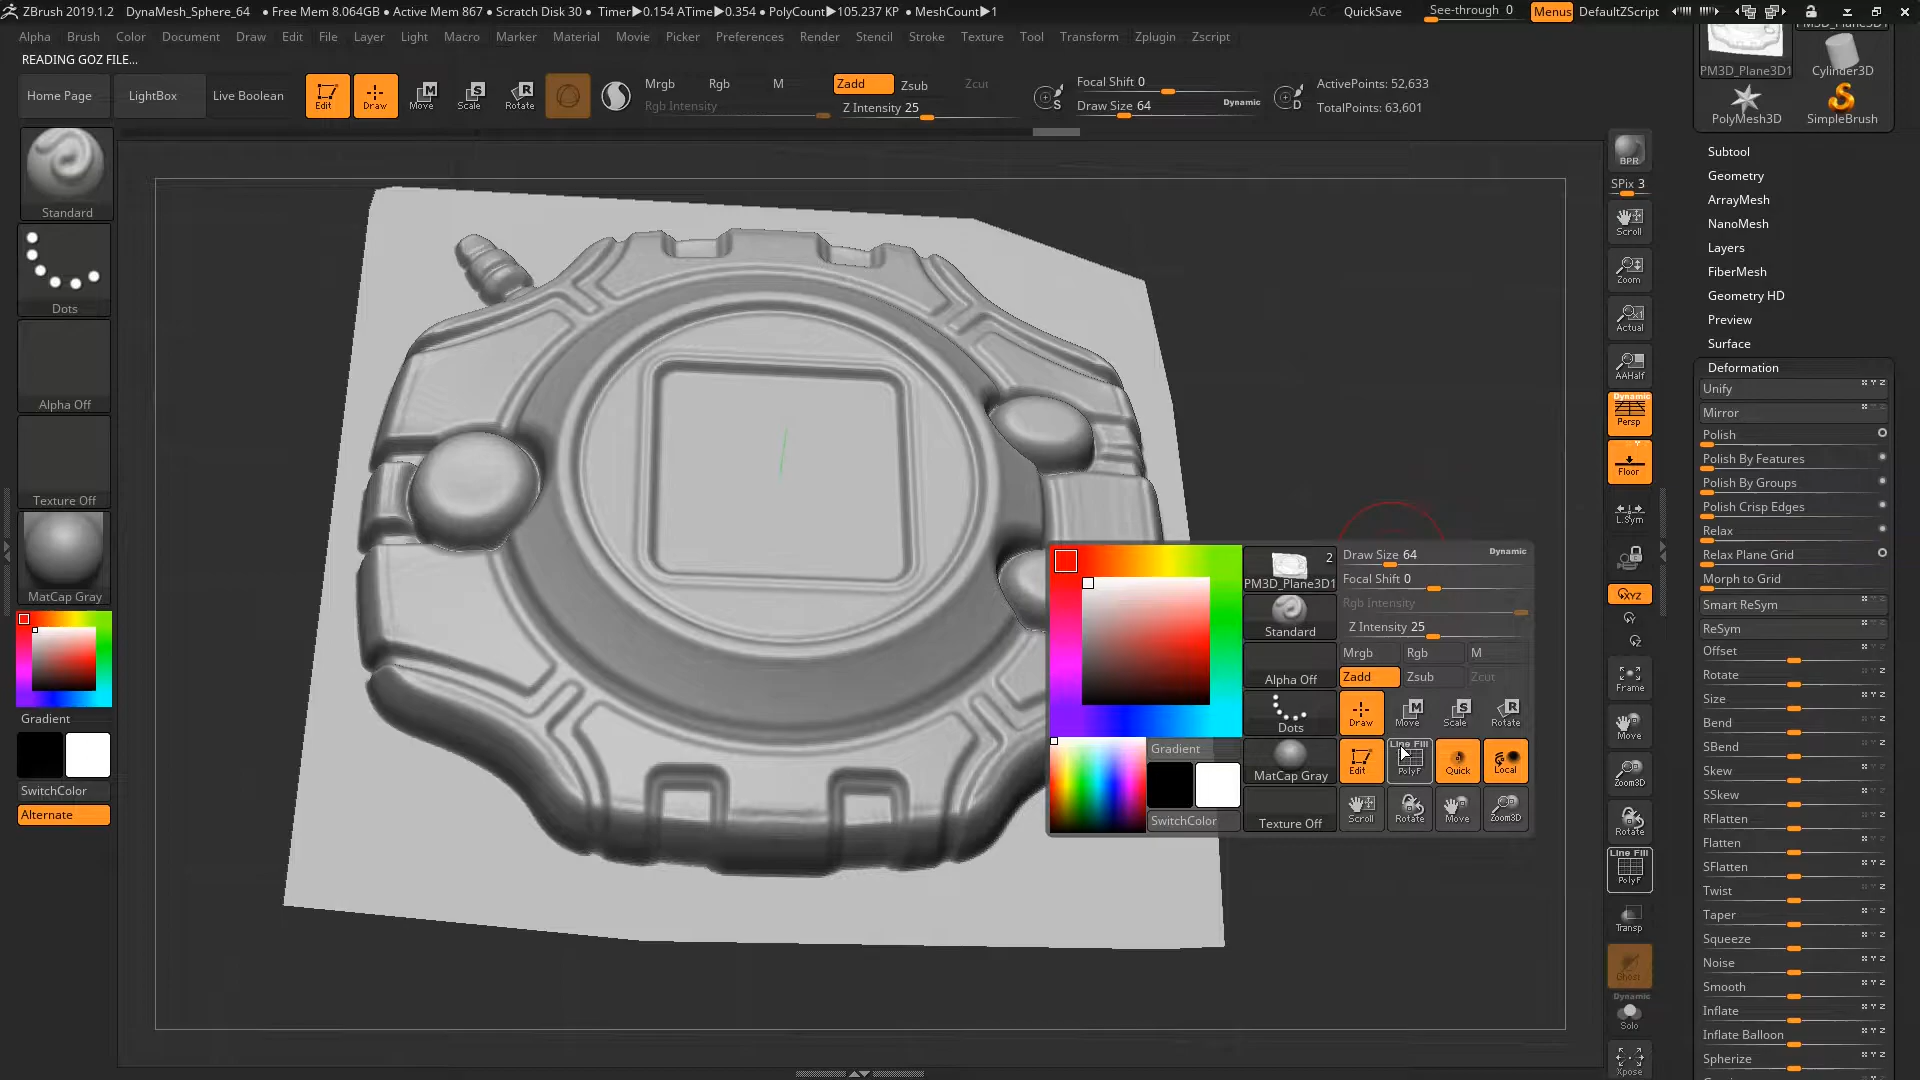 ZBrush 2019.1.2 DynaMesh_Sphere_64 ● Free Mem 8.064GB ● Active Mem 867 ● Scratch Disk 30 ● Timer▶0.154 ATime▶0.354 ● PolyCount▶105.237 KP ● MeshCount▶1 AC QuickSave See-through 0 Menus DefaultZScript
Alpha Brush Color Document Draw Edit File Layer Light Macro Marker Material Movie Picker Preferences Render Stencil Stroke Texture Tool Transform Zplugin Zscript
READING GOZ FILE...
Home Page LightBox Live Boolean Edit Draw Move Scale Rotate
Mrgb Rgb M Zadd Zsub Zcut
Rgb Intensity Z Intensity 25
Focal Shift 0
Draw Size 64 Dynamic
ActivePoints: 52,633
TotalPoints: 63,601
Standard
Dots
Alpha Off
Texture Off
MatCap Gray
Gradient
SwitchColor
Alternate
PM3D_Plane3D1
Standard
Alpha Off
Dots
Gradient
MatCap Gray
SwitchColor
Texture Off
2
Draw Size 64 Dynamic
Focal Shift 0
Rgb Intensity
Z Intensity 25
Mrgb Rgb M
Zadd Zsub Zcut
Draw Move Scale Rotate
Line Fill
Edit PolyF Quick Local
Scroll Rotate Move Zoom3D
BPR
SPix 3
Scroll
Zoom
Actual
AAHalf
Dynamic
Persp
Floor
L.Sym
XYZ
Frame
Move
Zoom3D
Rotate
Line Fill
PolyF
Transp
Ghost
Dynamic
Solo
Xpose
PM3D_Plane3D1 Cylinder3D
PolyMesh3D SimpleBrush
Subtool
Geometry
ArrayMesh
NanoMesh
Layers
FiberMesh
Geometry HD
Preview
Surface
Deformation
Unify
Mirror
Polish
Polish By Features
Polish By Groups
Polish Crisp Edges
Relax
Relax Plane Grid
Morph to Grid
Smart ReSym
ReSym
Offset
Rotate
Size
Bend
SBend
Skew
SSkew
RFlatten
Flatten
SFlatten
Twist
Taper
Squeeze
Noise
Smooth
Inflate
Inflate Balloon
Spherize